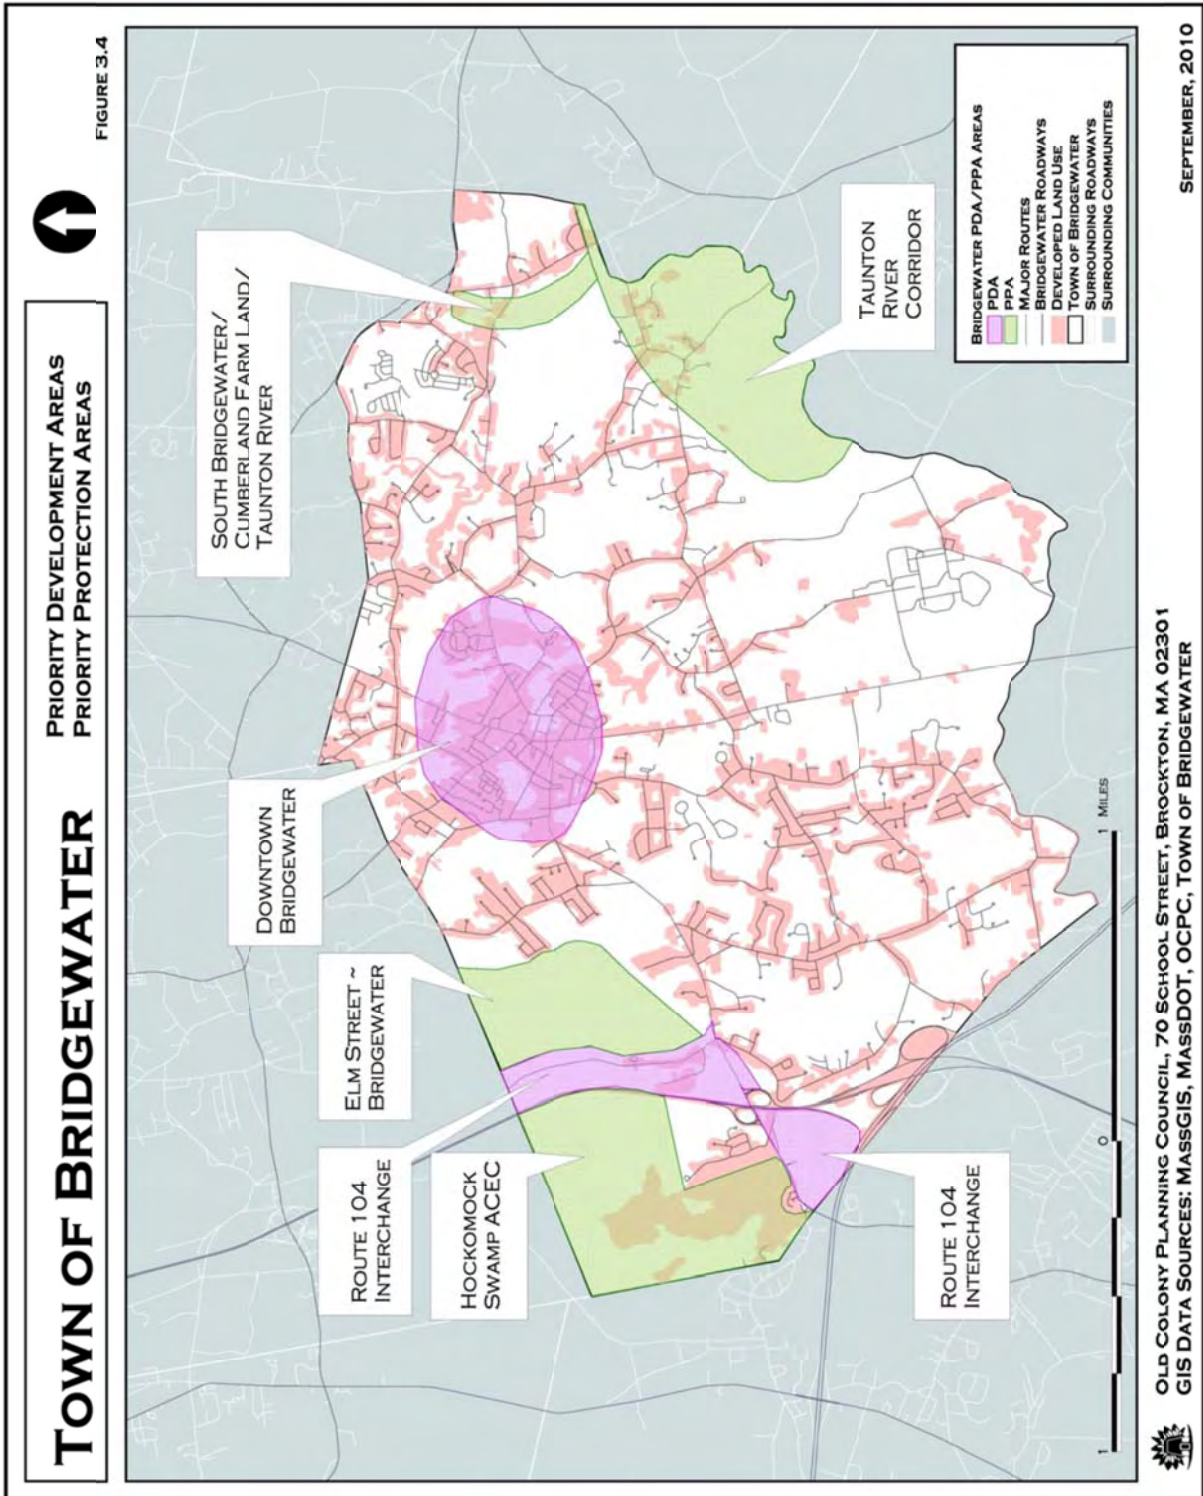 TOWN OF BRIDGEWATER
PRIORITY DEVELOPMENT AREAS
PRIORITY PROTECTION AREAS
FIGURE 3.4
ROUTE 104
INTERCHANGE
ELM STREET ~
BRIDGEWATER
DOWNTOWN
BRIDGEWATER
SOUTH BRIDGEWATER/
CUMBERLAND FARM LAND/
TAUNTON RIVER
HOCKOMOCK
SWAMP ACEC
TAUNTON
RIVER
CORRIDOR
ROUTE 104
INTERCHANGE
BRIDGEWATER PDA/PPA AREAS
PDA
PPA
MAJOR ROUTES
BRIDGEWATER ROADWAYS
DEVELOPED LAND USE
TOWN OF BRIDGEWATER
SURROUNDING ROADWAYS
SURROUNDING COMMUNITIES
1 0 1 MILES
OLD COLONY PLANNING COUNCIL, 70 SCHOOL STREET, BROCKTON, MA 02301
GIS DATA SOURCES: MASSGIS, MASSDOT, OCPC, TOWN OF BRIDGEWATER
SEPTEMBER, 2010